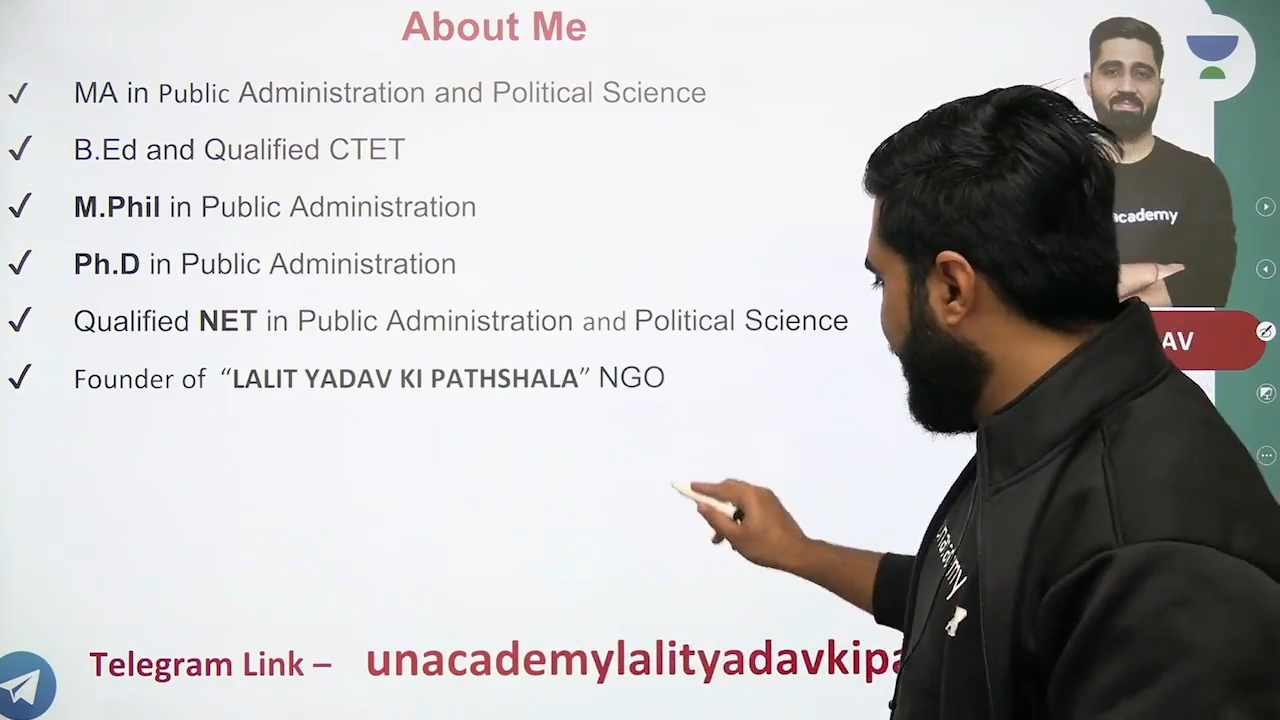 About Me
✓ MA in Public Administration and Political Science
✓ B.Ed and Qualified CTET
✓ M.Phil in Public Administration
✓ Ph.D in Public Administration
✓ Qualified NET in Public Administration and Political Science
✓ Founder of “LALIT YADAV KI PATHSHALA” NGO
Telegram Link –